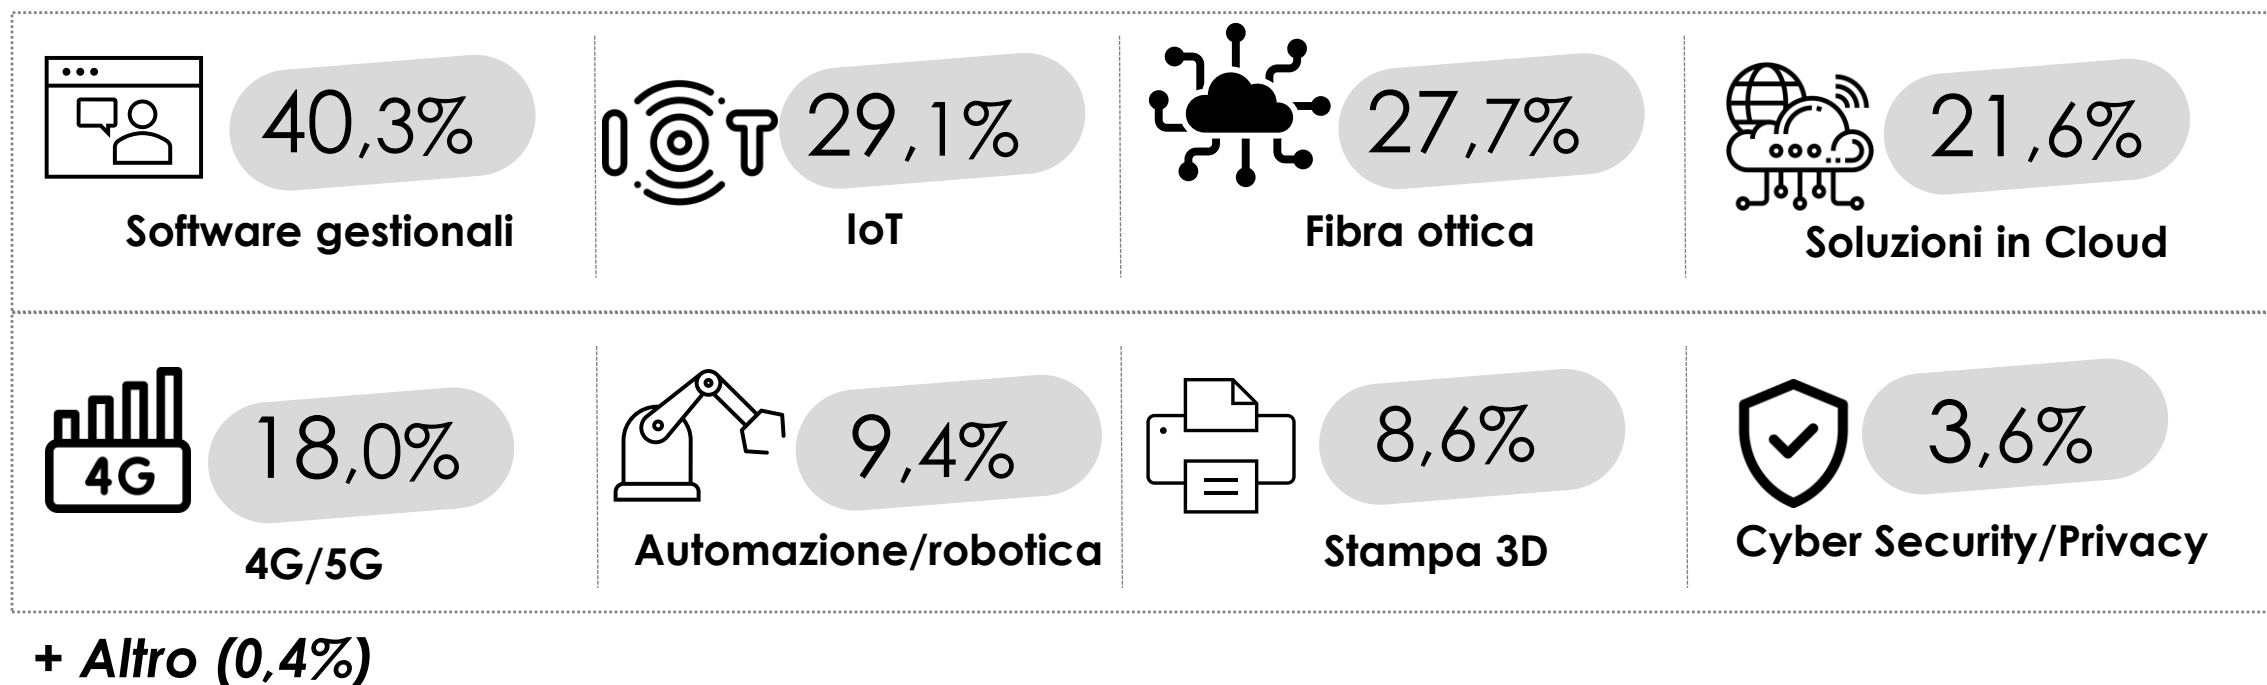 40,3%
Software gestionali
IOT
29,1%
IoT
27,7%
Fibra ottica
21,6%
Soluzioni in Cloud
4G
18,0%
4G/5G
9,4%
Automazione/robotica
8,6%
Stampa 3D
3,6%
Cyber Security/Privacy
+ Altro (0,4%)